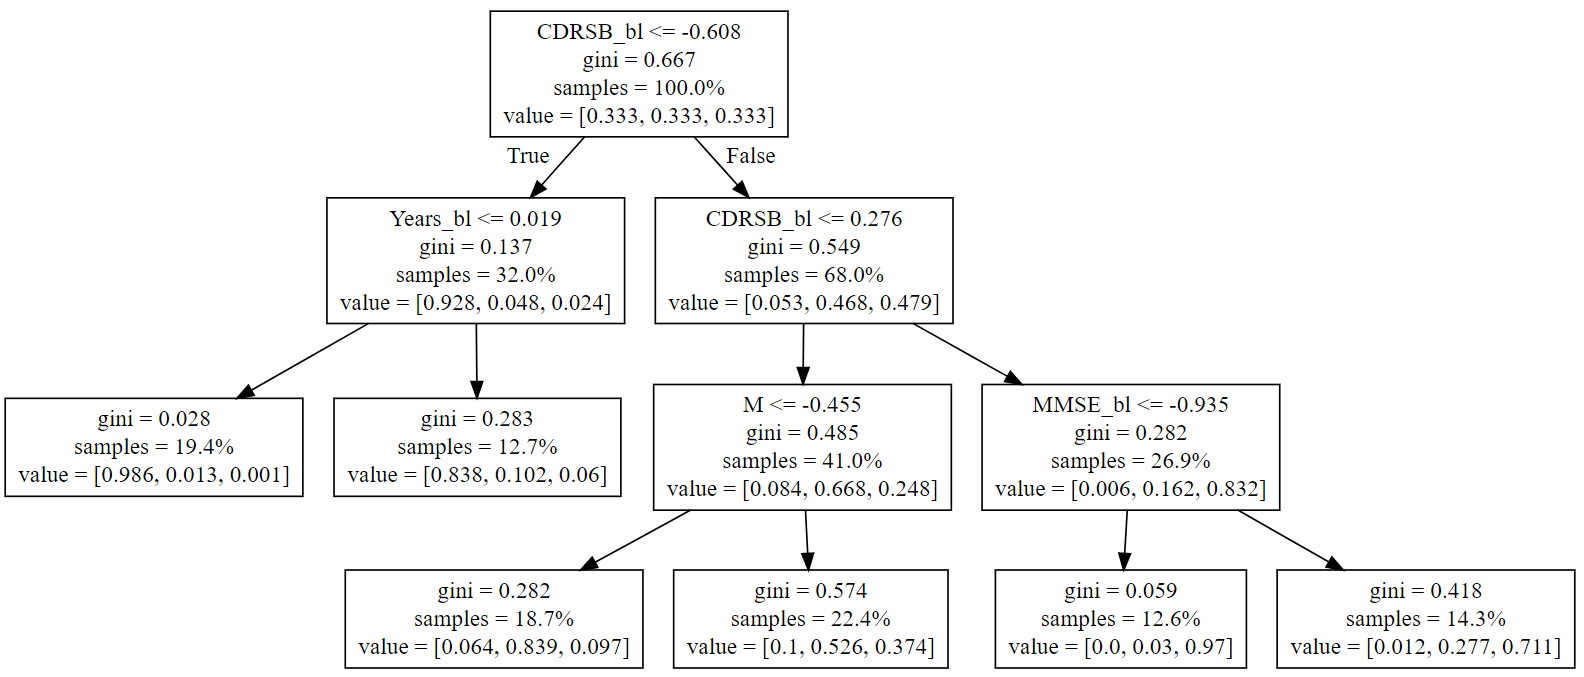 CDRSB_bl <= -0.608
gini = 0.667
samples = 100.0%
value = [0.333, 0.333, 0.333]
True
False
Years_bl <= 0.019
gini = 0.137
samples = 32.0%
value = [0.928, 0.048, 0.024]
CDRSB_bl <= 0.276
gini = 0.549
samples = 68.0%
value = [0.053, 0.468, 0.479]
gini = 0.028
samples = 19.4%
value = [0.986, 0.013, 0.001]
gini = 0.283
samples = 12.7%
value = [0.838, 0.102, 0.06]
M <= -0.455
gini = 0.485
samples = 41.0%
value = [0.084, 0.668, 0.248]
MMSE_bl <= -0.935
gini = 0.282
samples = 26.9%
value = [0.006, 0.162, 0.832]
gini = 0.282
samples = 18.7%
value = [0.064, 0.839, 0.097]
gini = 0.574
samples = 22.4%
value = [0.1, 0.526, 0.374]
gini = 0.059
samples = 12.6%
value = [0.0, 0.03, 0.97]
gini = 0.418
samples = 14.3%
value = [0.012, 0.277, 0.711]